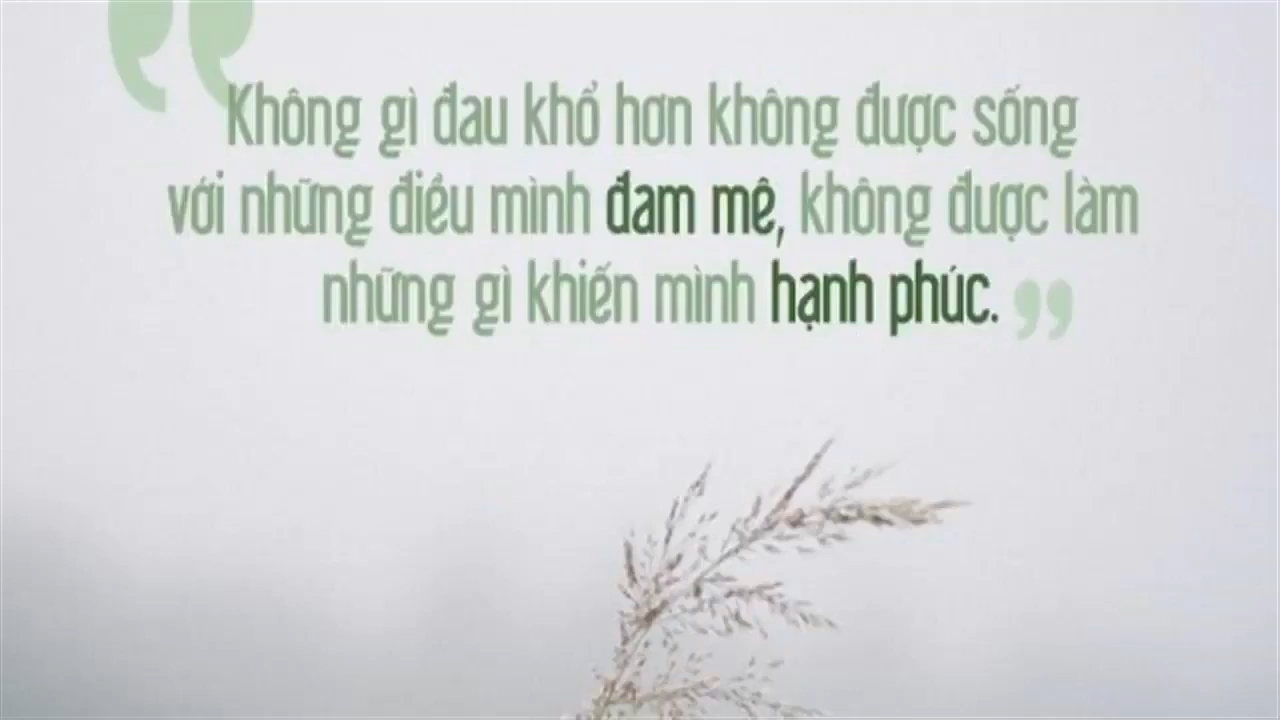 Không gì đau khổ hơn không được sống
với những điều mình đam mê, không được làm
những gì khiến mình hạnh phúc.